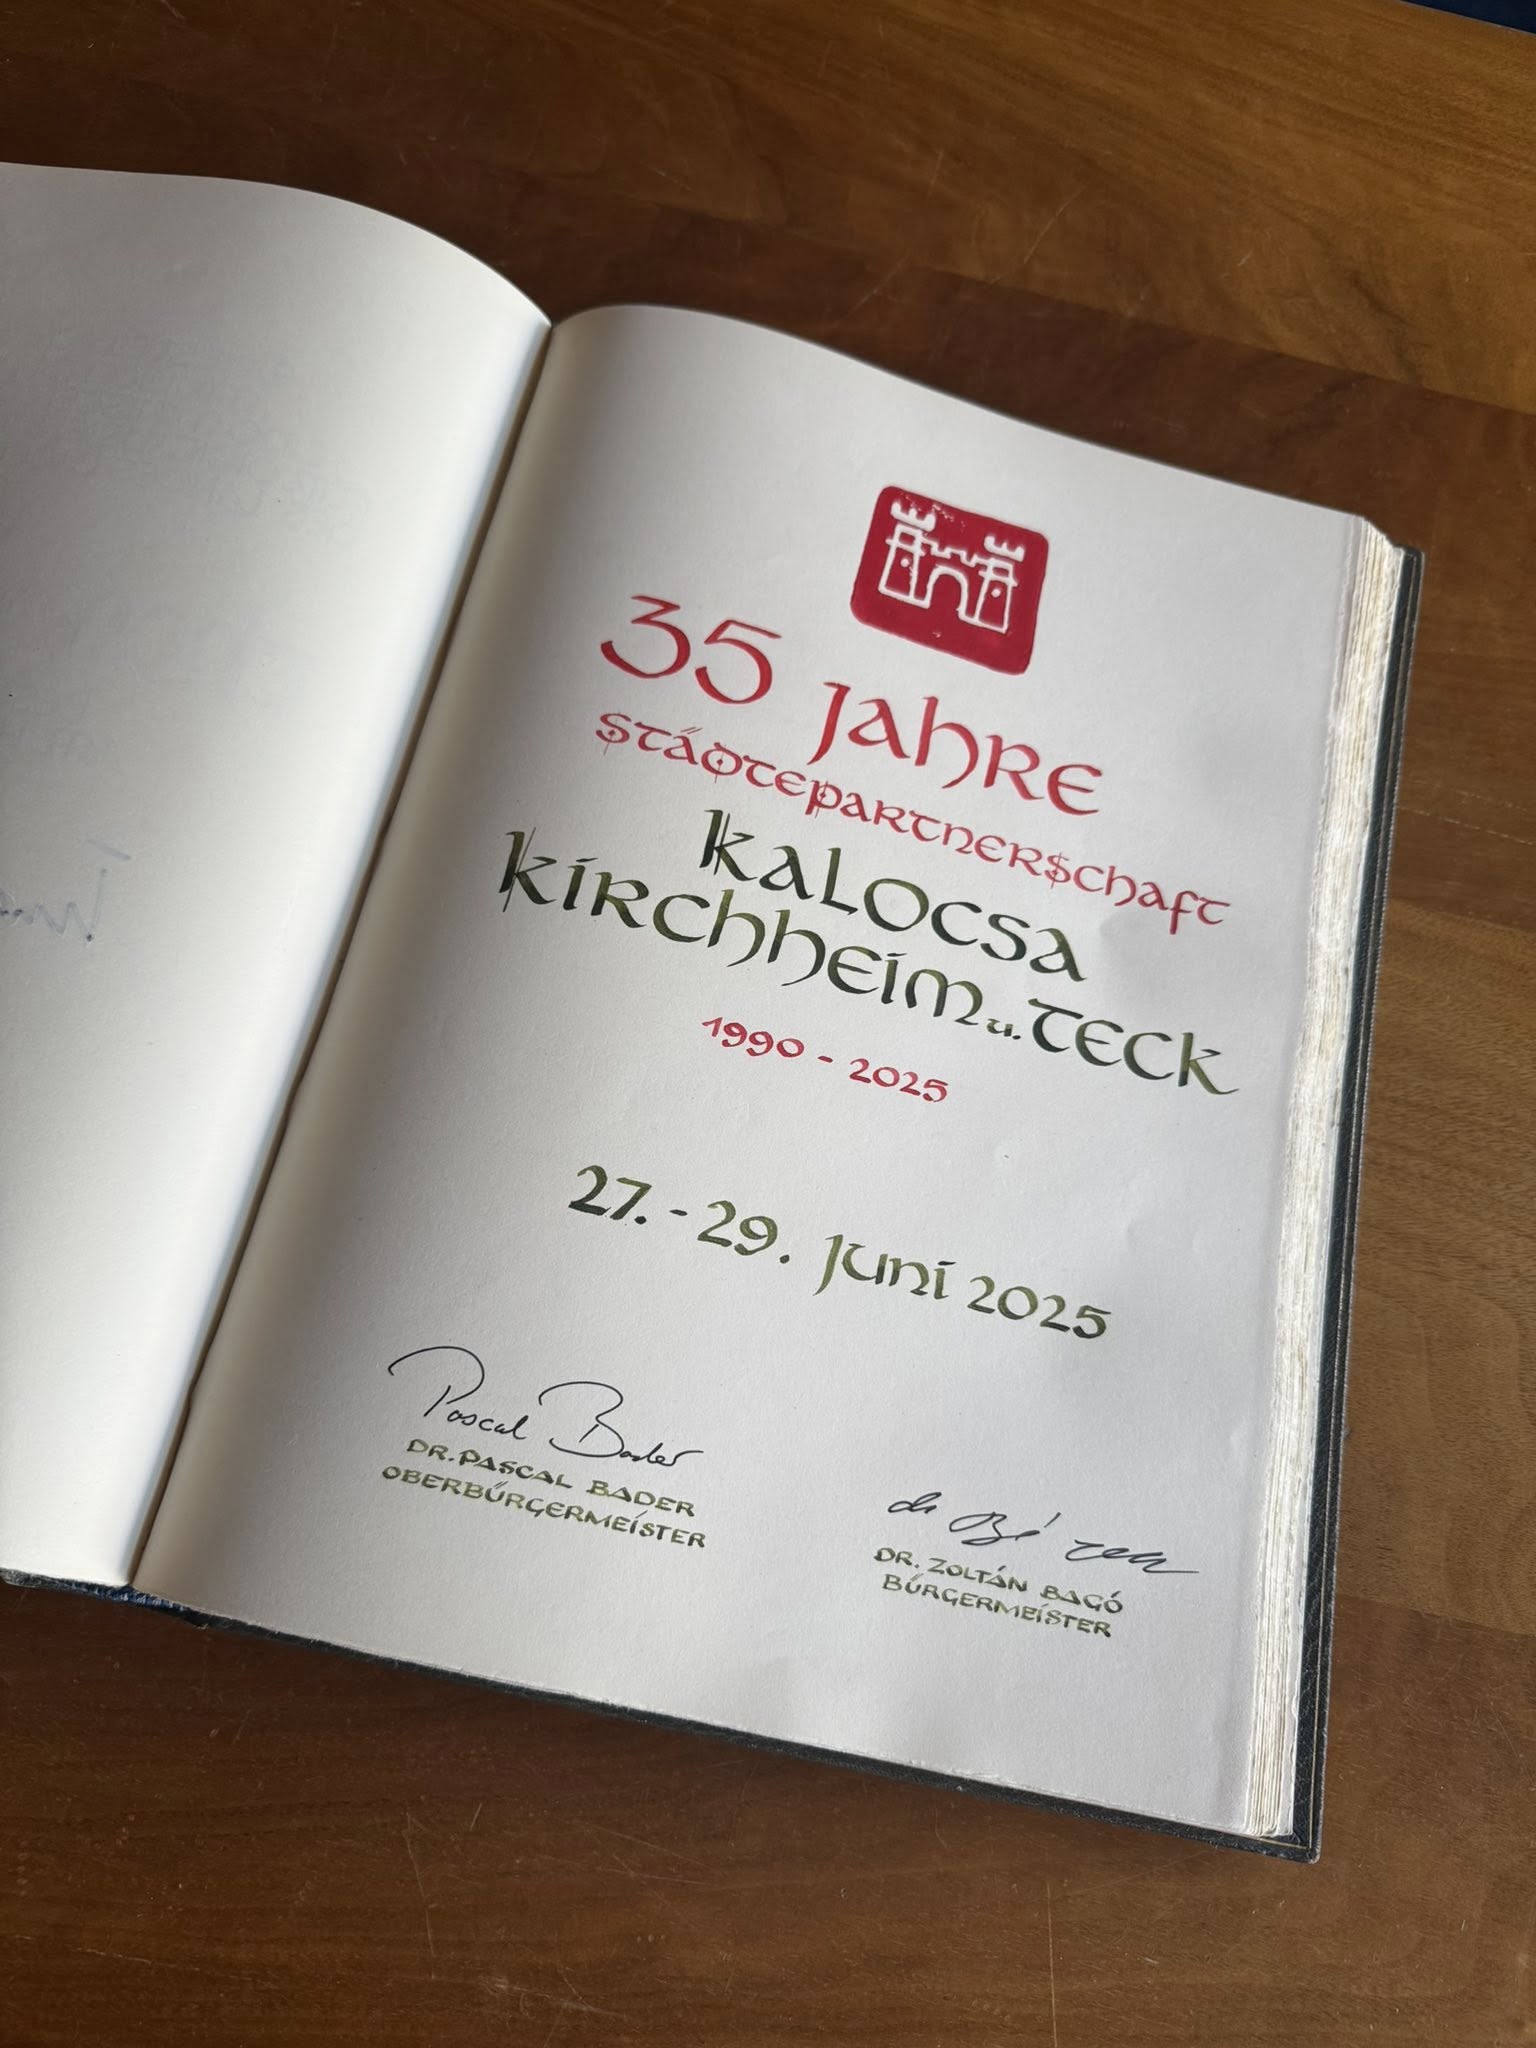 35 JAHRE
STÄDTEPARTNERSCHAFT
KALOCSA
KIRCHHEIM u. TECK
1990 - 2025
27. - 29. JUNI 2025
Pascal Bader
DR. PASCAL BADER
OBERBÜRGERMEISTER
DR. ZOLTÁN BAGÓ
BÜRGERMEISTER